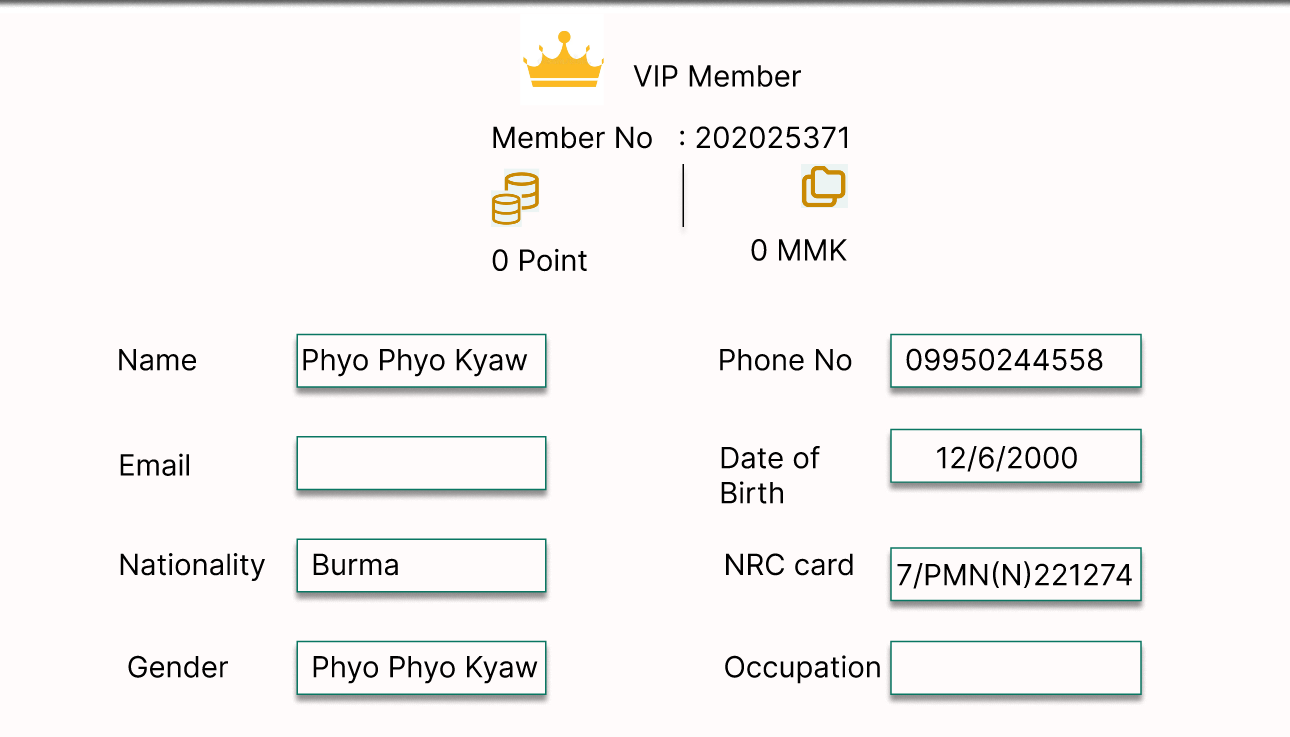 VIP Member
Member No : 202025371
0 Point
0 MMK
Name Phyo Phyo Kyaw
Phone No 09950244558
Email
Date of
Birth 12/6/2000
Nationality Burma
NRC card 7/PMN(N)221274
Gender Phyo Phyo Kyaw
Occupation